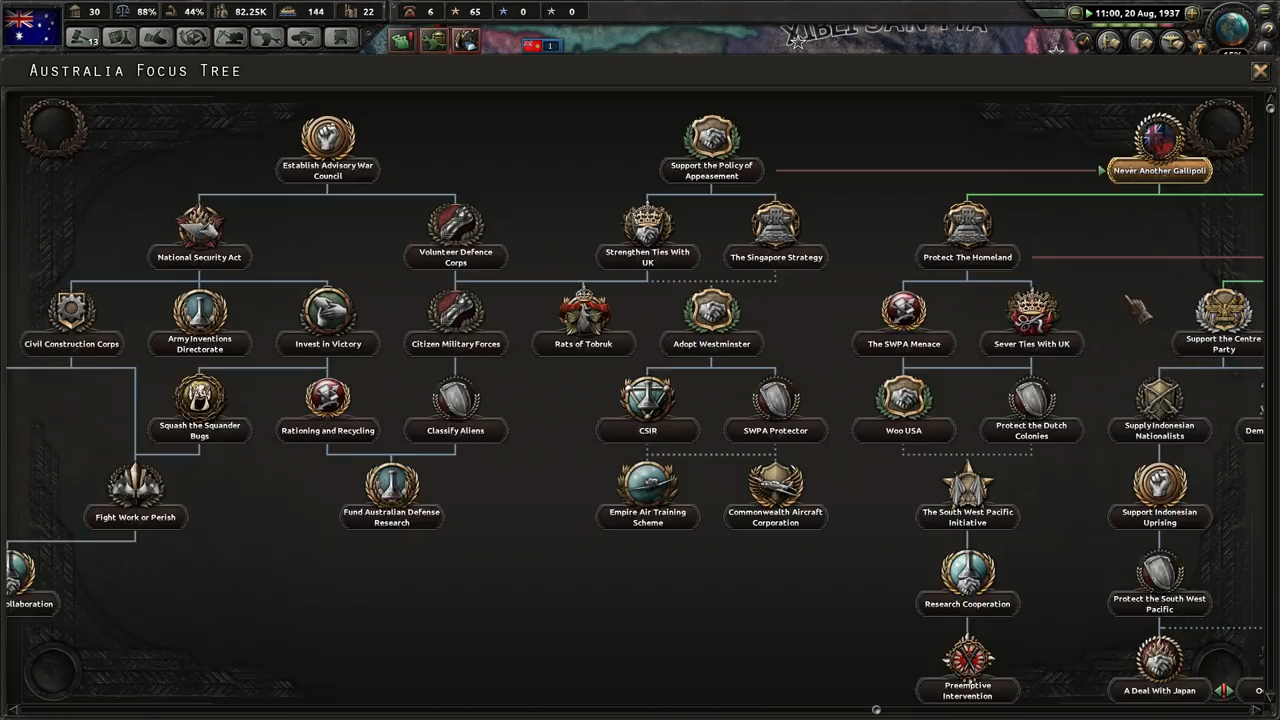 30 88% 44% 82.25K 144 22 6 65 0 0 11:00, 20 Aug, 1937
13
1
Australia Focus Tree
Establish Advisory War
Council
Support the Policy of
Appeasement
Never Another Gallipoli
National Security Act
Volunteer Defence
Corps
Strengthen Ties With
UK
The Singapore Strategy
Protect The Homeland
Civil Construction Corps
Army Inventions
Directorate
Invest in Victory
Citizen Military Forces
Rats of Tobruk
Adopt Westminster
The SWPA Menace
Sever Ties With UK
Support the Centre
Party
Squash the Squander
Bugs
Rationing and Recycling
Classify Aliens
CSIR
SWPA Protector
Woo USA
Protect the Dutch
Colonies
Supply Indonesian
Nationalists
Dem
Fight Work or Perish
Fund Australian Defense
Research
Empire Air Training
Scheme
Commonwealth Aircraft
Corporation
The South West Pacific
Initiative
Support Indonesian
Uprising
ollaboration
Research Cooperation
Protect the South West
Pacific
Preemptive
Intervention
A Deal With Japan